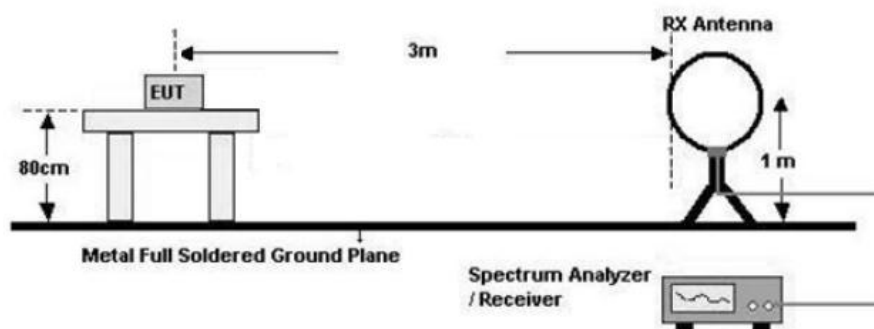 RX Antenna
3m
EUT
80cm
1 m
Metal Full Soldered Ground Plane
Spectrum Analyzer
/ Receiver